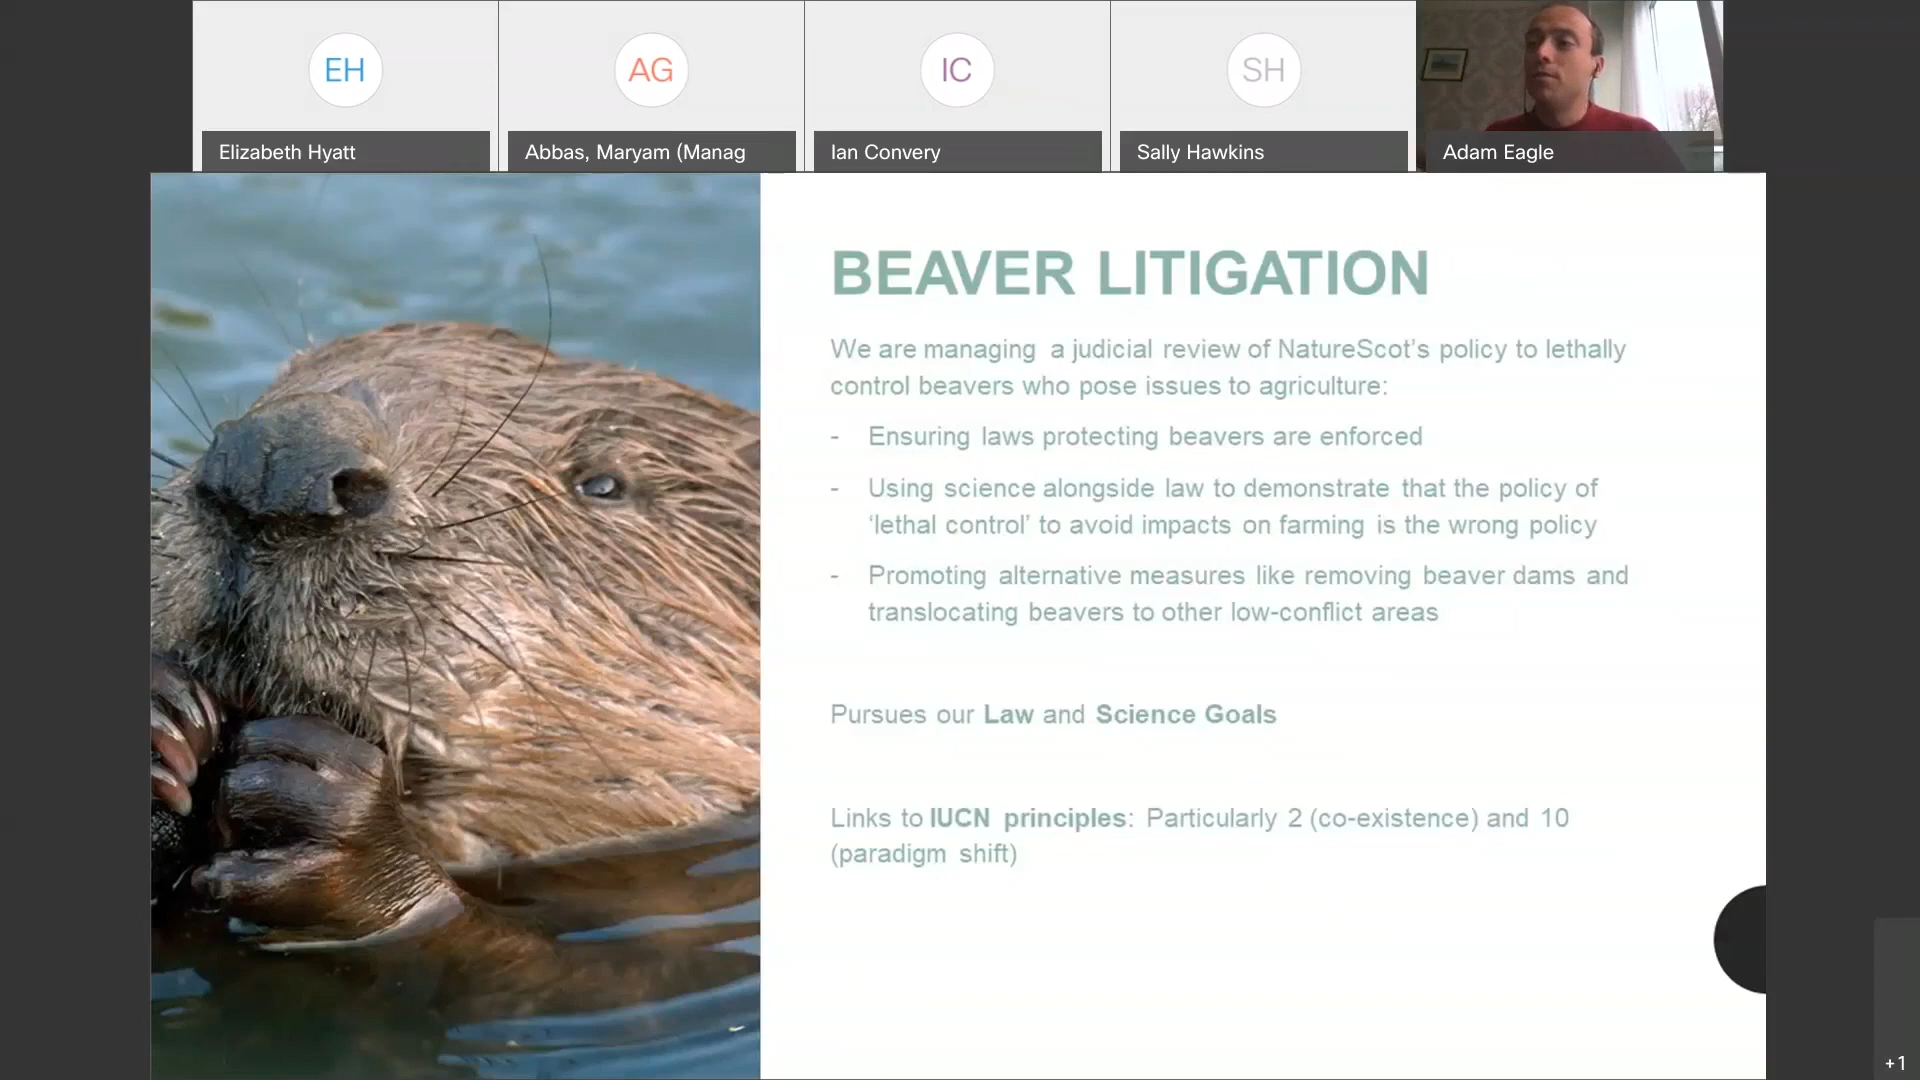 EH
AG
IC
SH
Elizabeth Hyatt
Abbas, Maryam (Manag
Ian Convery
Sally Hawkins
Adam Eagle
BEAVER LITIGATION
We are managing a judicial review of NatureScot's policy to lethally
control beavers who pose issues to agriculture:
- Ensuring laws protecting beavers are enforced
- Using science alongside law to demonstrate that the policy of
‘lethal control’ to avoid impacts on farming is the wrong policy
- Promoting alternative measures like removing beaver dams and
translocating beavers to other low-conflict areas
Pursues our Law and Science Goals
Links to IUCN principles: Particularly 2 (co-existence) and 10
(paradigm shift)
+1